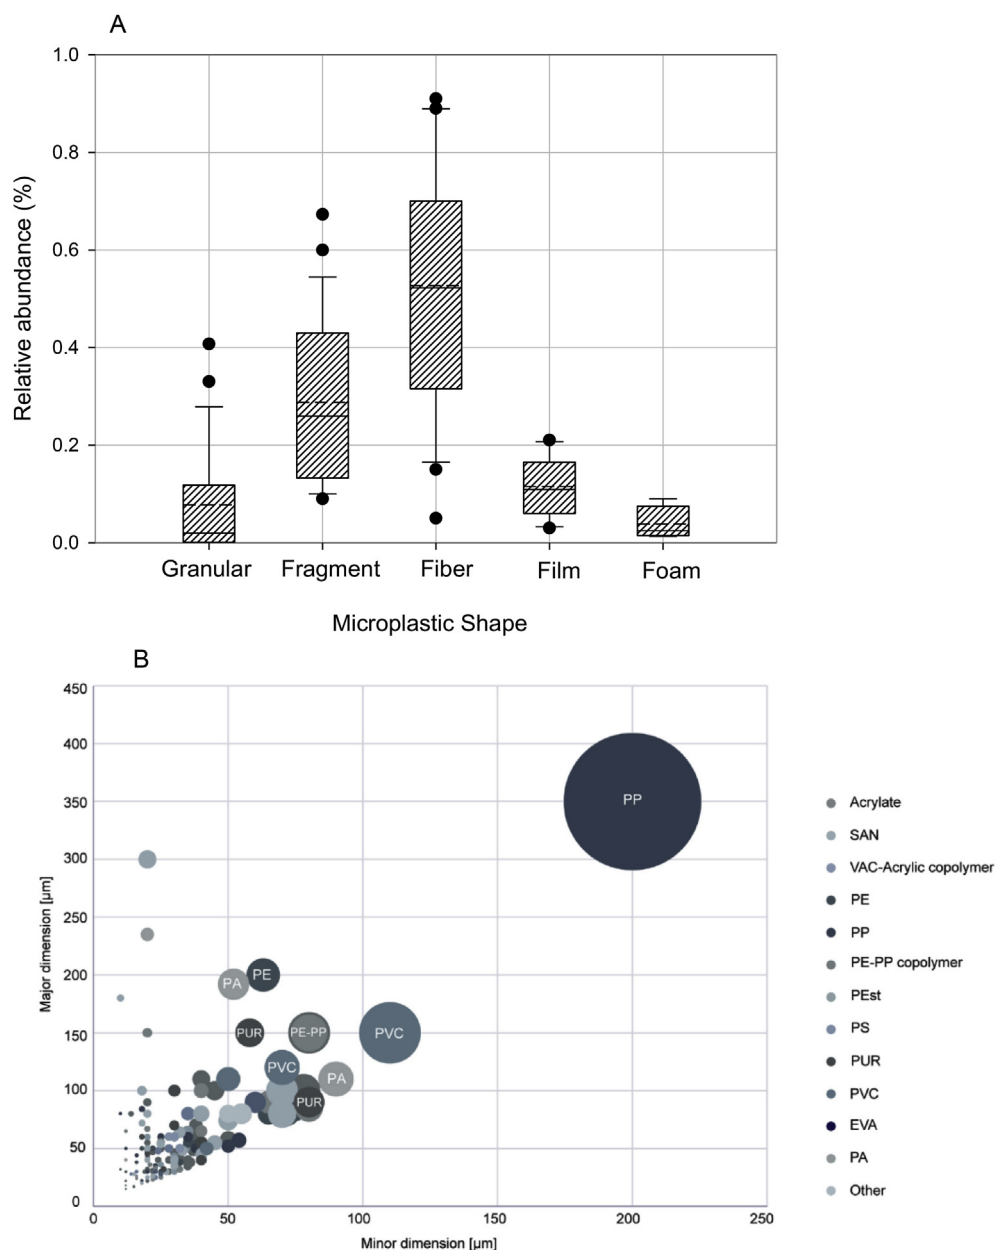 A
1.0
0.8
0.6
0.4
0.2
0.0
Relative abundance (%)
Granular Fragment Fiber Film Foam
Microplastic Shape
B
450
400
350
300
250
200
150
100
50
0
Major dimension [µm]
PP
PA
PE
PUR
PE-PP
PVC
PVC
PA
PUR
0 50 100 150 200 250
Minor dimension [µm]
Acrylate
SAN
VAC-Acrylic copolymer
PE
PP
PE-PP copolymer
PEst
PS
PUR
PVC
EVA
PA
Other